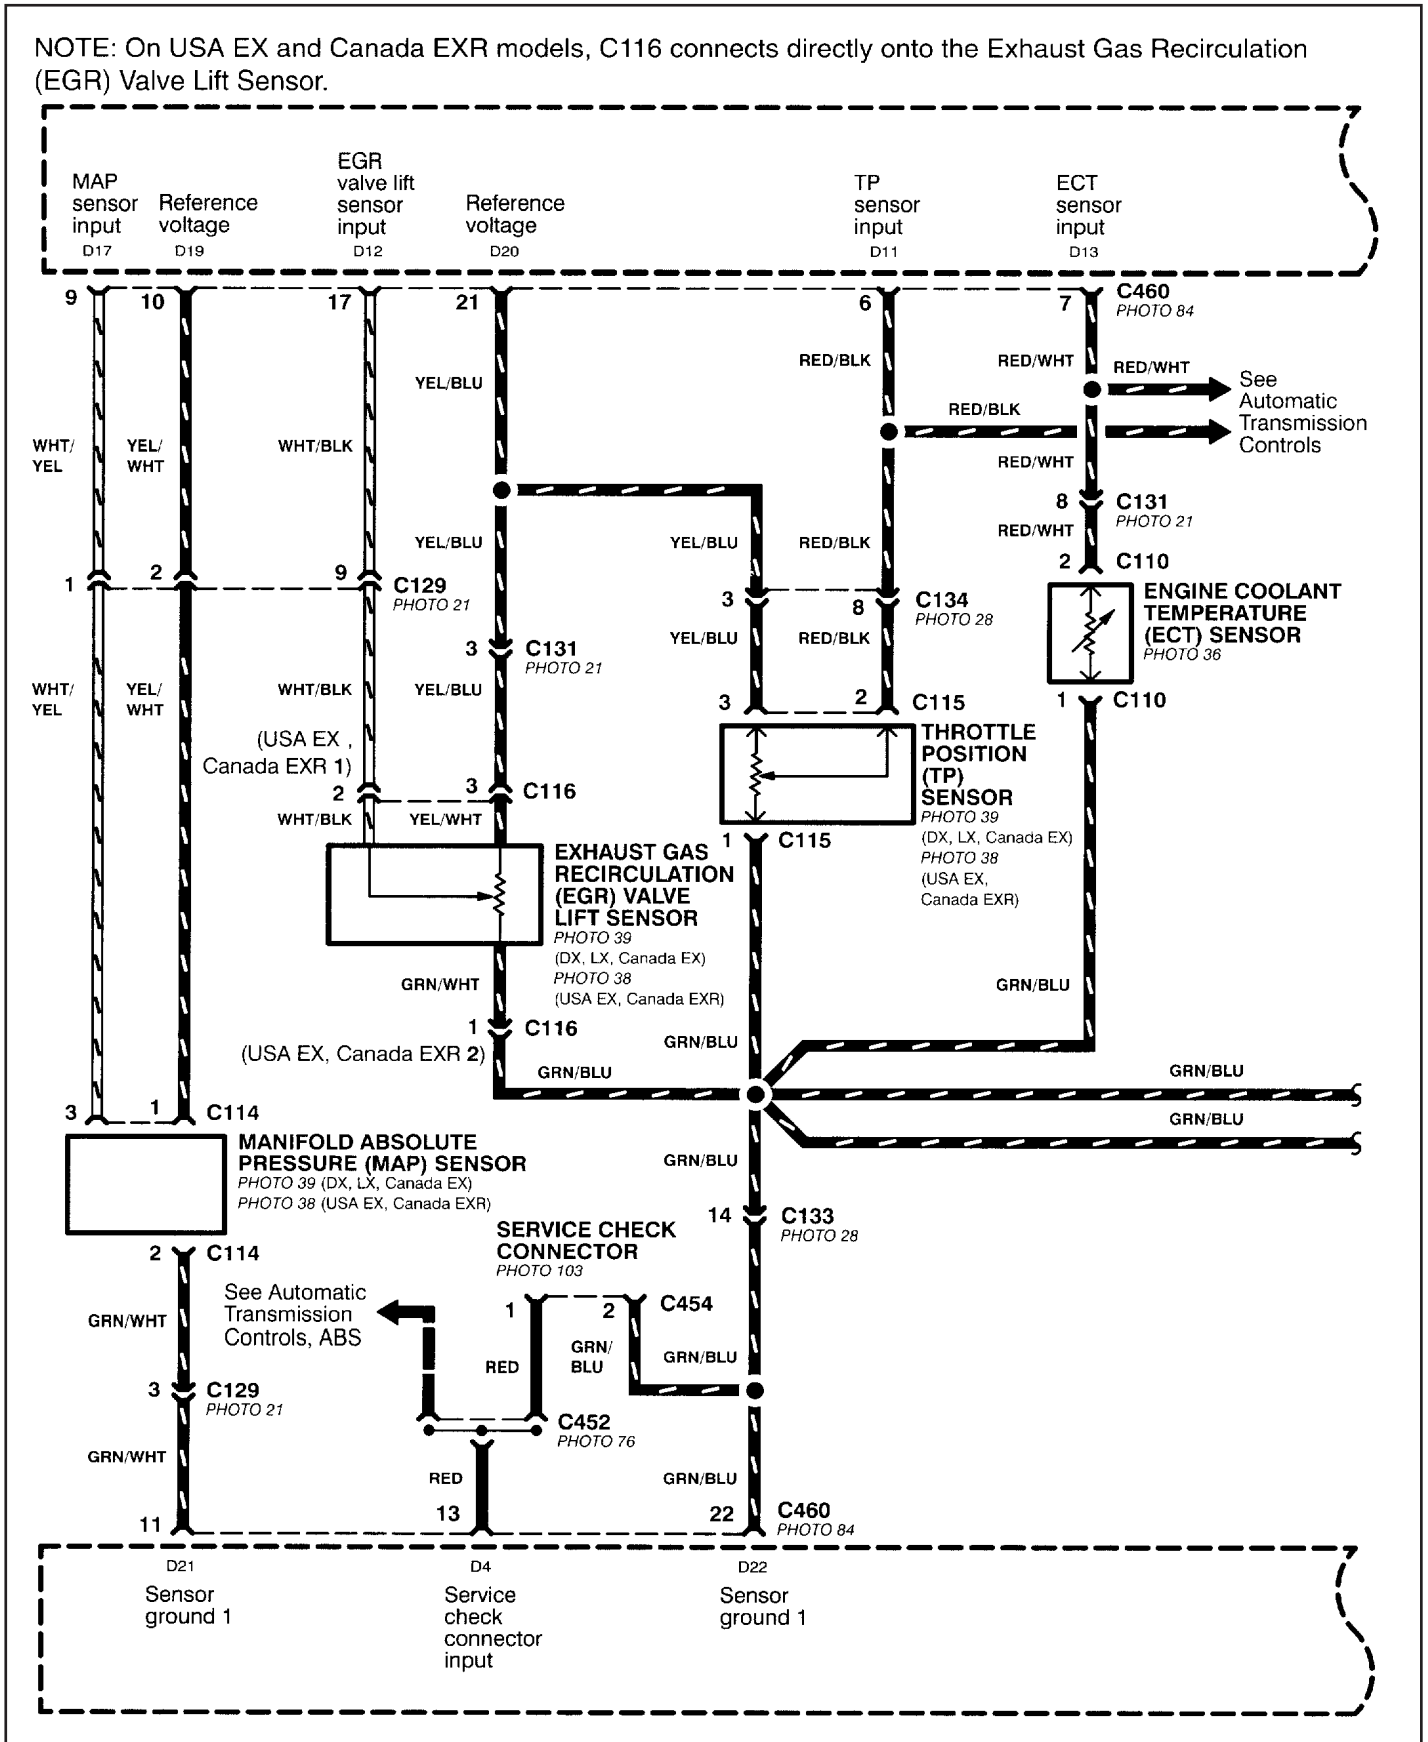 NOTE: On USA EX and Canada EXR models, C116 connects directly onto the Exhaust Gas Recirculation
(EGR) Valve Lift Sensor.
MAP
sensor
input
D17
Reference
voltage
D19
EGR
valve lift
sensor
input
D12
Reference
voltage
D20
TP
sensor
input
D11
ECT
sensor
input
D13
9
10
17
21
6
7
C460
PHOTO 84
YEL/BLU
RED/BLK
RED/WHT
RED/WHT
See
Automatic
Transmission
Controls
RED/BLK
WHT/
YEL
YEL/
WHT
WHT/BLK
RED/WHT
8
C131
PHOTO 21
RED/WHT
YEL/BLU
YEL/BLU
RED/BLK
2
C110
1
2
9
C129
PHOTO 21
3
8
C134
PHOTO 28
ENGINE COOLANT
TEMPERATURE
(ECT) SENSOR
PHOTO 36
YEL/BLU
RED/BLK
3
C131
PHOTO 21
WHT/
YEL
YEL/
WHT
WHT/BLK
YEL/BLU
3
2
C115
1
C110
(USA EX ,
Canada EXR 1)
2
3
C116
THROTTLE
POSITION
(TP)
SENSOR
PHOTO 39
(DX, LX, Canada EX)
PHOTO 38
(USA EX,
Canada EXR)
WHT/BLK
YEL/WHT
1
C115
EXHAUST GAS
RECIRCULATION
(EGR) VALVE
LIFT SENSOR
PHOTO 39
(DX, LX, Canada EX)
PHOTO 38
(USA EX, Canada EXR)
GRN/WHT
GRN/BLU
1
C116
(USA EX, Canada EXR 2)
GRN/BLU
GRN/BLU
GRN/BLU
GRN/BLU
3
1
C114
MANIFOLD ABSOLUTE
PRESSURE (MAP) SENSOR
PHOTO 39 (DX, LX, Canada EX)
PHOTO 38 (USA EX, Canada EXR)
GRN/BLU
14
C133
PHOTO 28
SERVICE CHECK
CONNECTOR
PHOTO 103
2
C114
See Automatic
Transmission
Controls, ABS
1
2
C454
GRN/WHT
RED
GRN/
BLU
GRN/BLU
3
C129
PHOTO 21
C452
PHOTO 76
GRN/WHT
RED
GRN/BLU
11
13
22
C460
PHOTO 84
D21
Sensor
ground 1
D4
Service
check
connector
input
D22
Sensor
ground 1